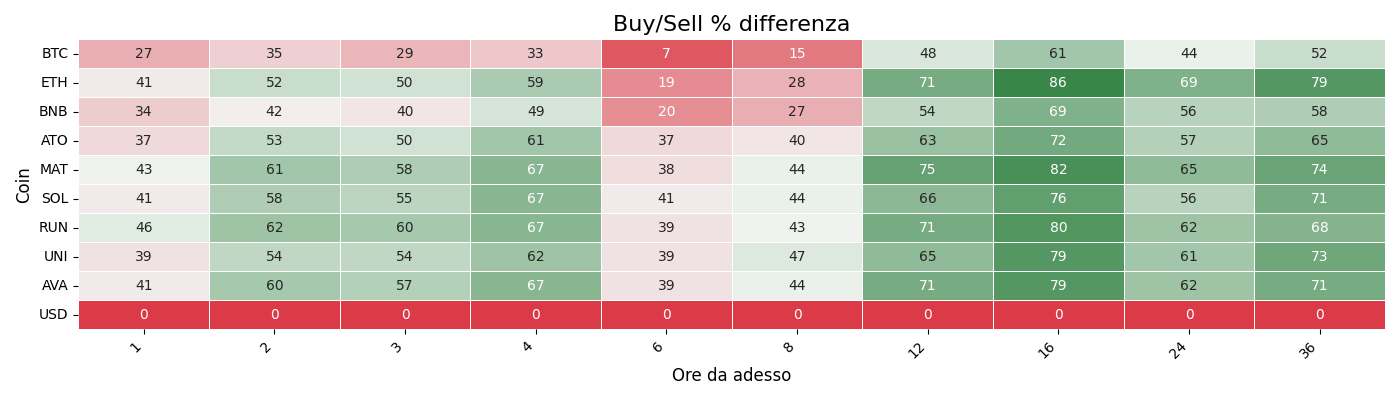 Buy/Sell % differenza
BTC 27 35 29 33 7 15 48 61 44 52
ETH 41 52 50 59 19 28 71 86 69 79
BNB 34 42 40 49 20 27 54 69 56 58
ATO 37 53 50 61 37 40 63 72 57 65
MAT 43 61 58 67 38 44 75 82 65 74
SOL 41 58 55 67 41 44 66 76 56 71
RUN 46 62 60 67 39 43 71 80 62 68
UNI 39 54 54 62 39 47 65 79 61 73
AVA 41 60 57 67 39 44 71 79 62 71
USD 0 0 0 0 0 0 0 0 0 0
Coin
1 2 3 4 6 8 12 16 24 36
Ore da adesso